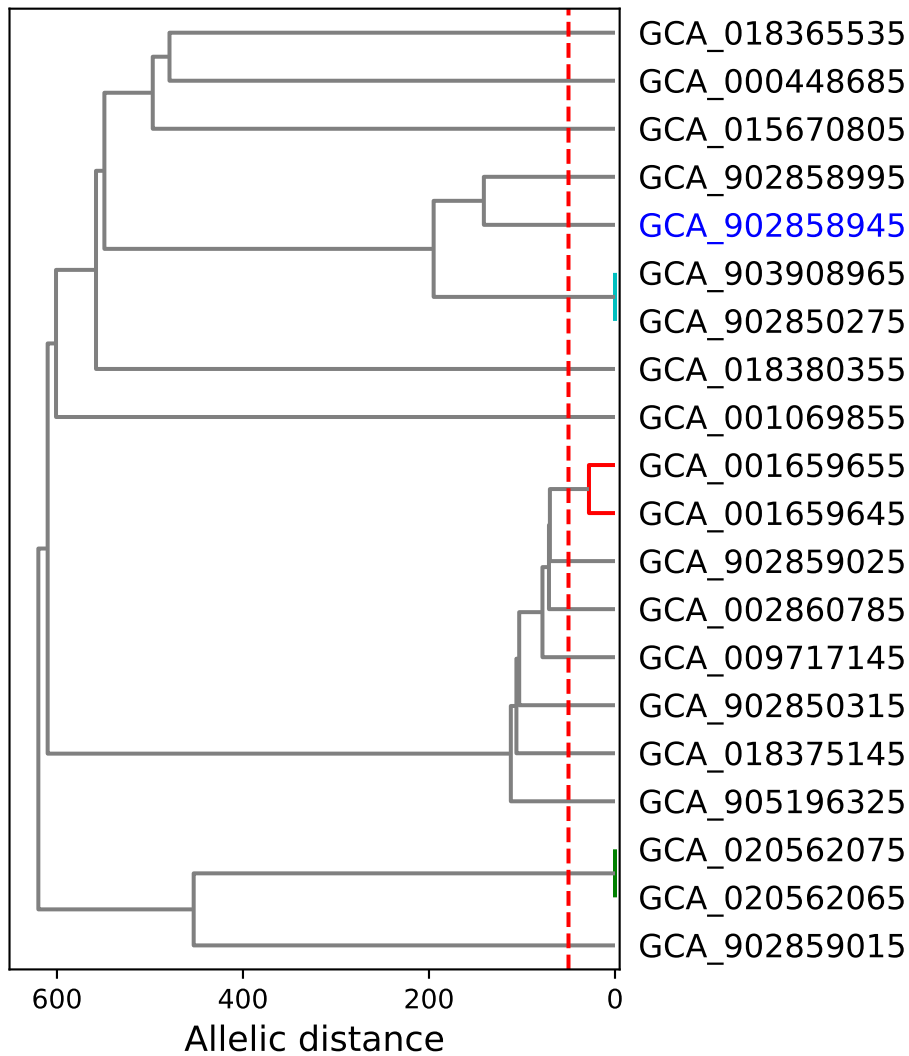 GCA_018365535
GCA_000448685
GCA_015670805
GCA_902858995
GCA_902858945
GCA_903908965
GCA_902850275
GCA_018380355
GCA_001069855
GCA_001659655
GCA_001659645
GCA_902859025
GCA_002860785
GCA_009717145
GCA_902850315
GCA_018375145
GCA_905196325
GCA_020562075
GCA_020562065
GCA_902859015
600 400 200 0
Allelic distance